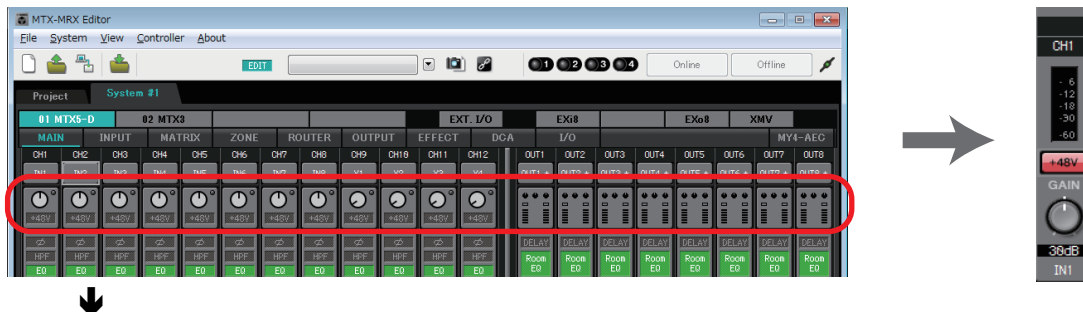 MTX-MRX Editor
File System View Controller About
EDIT 1 2 3 4 Online Offline
Project System #1
01 MTX5-D 02 MTX3 EXT. I/O EXi8 EXo8 XMV
MAIN INPUT MATRIX ZONE ROUTER OUTPUT EFFECT DCA I/O MY4-AEC
CH1 CH2 CH3 CH4 CH5 CH6 CH7 CH8 CH9 CH10 CH11 CH12 OUT1 OUT2 OUT3 OUT4 OUT5 OUT6 OUT7 OUT8
+48V +48V +48V +48V +48V +48V +48V +48V +48V +48V +48V +48V
Ø Ø Ø Ø Ø Ø Ø Ø Ø Ø Ø Ø DELAY DELAY DELAY DELAY DELAY DELAY DELAY DELAY
HPF HPF HPF HPF HPF HPF HPF HPF HPF HPF HPF HPF Room Room Room Room Room Room Room Room
EQ EQ EQ EQ EQ EQ EQ EQ EQ EQ EQ EQ EQ EQ EQ EQ EQ EQ EQ EQ
CH1
- 6
-12
-18
-30
-60
+48V
GAIN
30dB
IN1